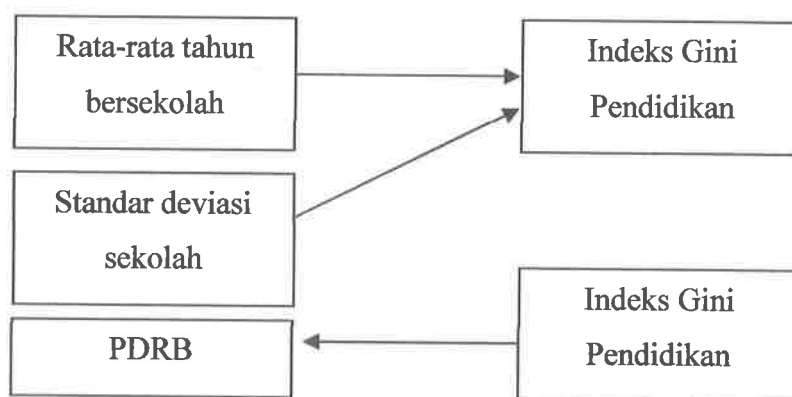 Rata-rata tahun
bersekolah
Indeks Gini
Pendidikan
Standar deviasi
sekolah
Indeks Gini
Pendidikan
PDRB